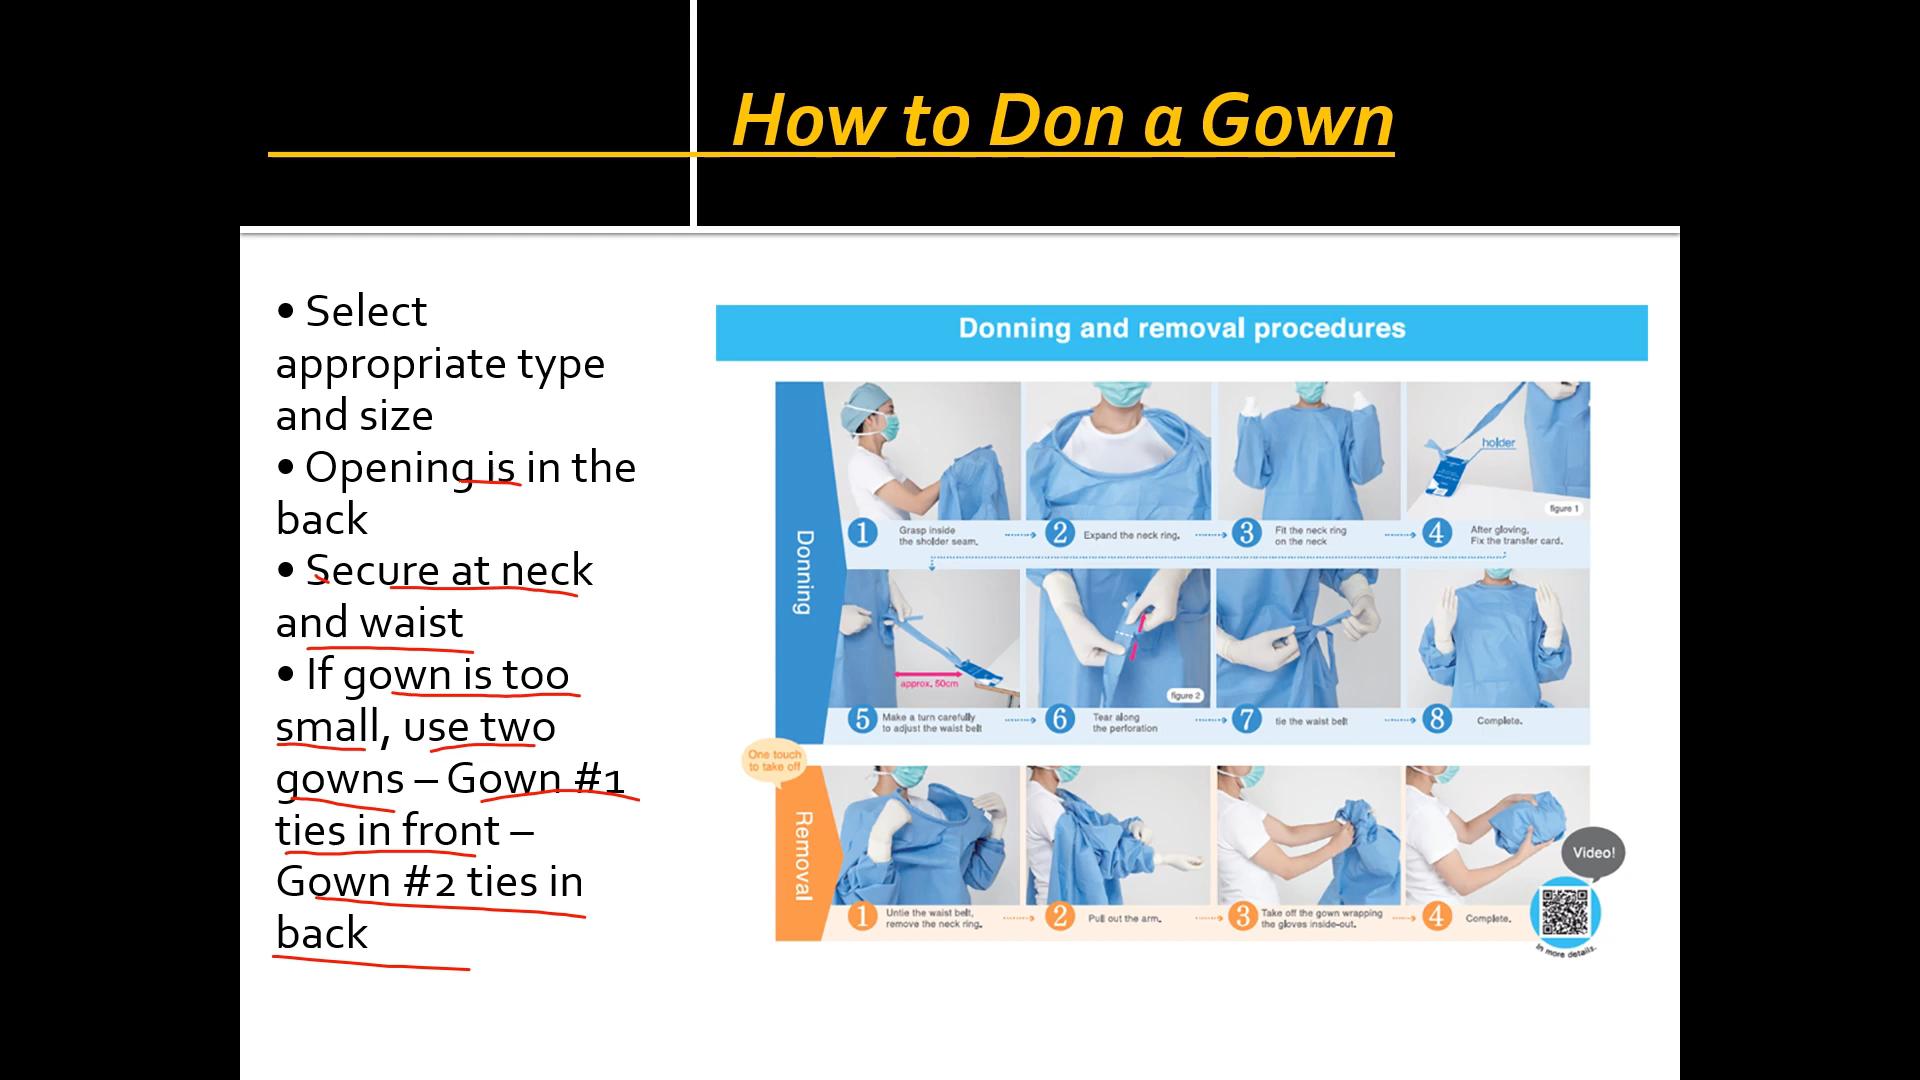 How to Don a Gown
• Select
appropriate type
and size
• Opening is in the
back
• Secure at neck
and waist
• If gown is too
small, use two
gowns – Gown #1
ties in front –
Gown #2 ties in
back
Donning and removal procedures
Donning
holder
figure 1
1 Grasp inside
the sholder seam.
2 Expand the neck ring.
3 Fit the neck ring
on the neck
4 After gloving,
Fix the transfer card.
approx. 50cm
figure 2
5 Make a turn carefully
to adjust the waist belt
6 Tear along
the perforation
7 tie the waist belt
8 Complete.
One touch
to take off
Removal
1 Untie the waist belt,
remove the neck ring.
2 Pull out the arm.
3 Take off the gown wrapping
the gloves inside-out.
4 Complete.
Video!
In more details.